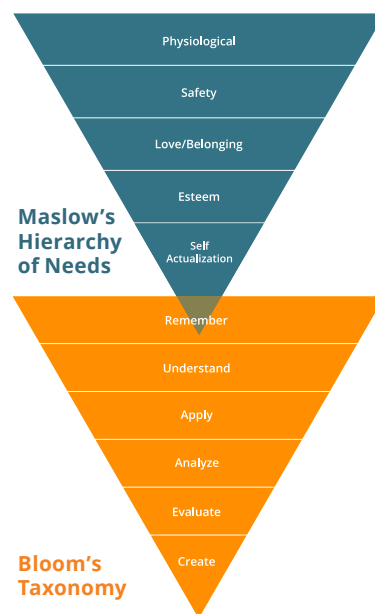 Physiological
Safety
Love/Belonging
Esteem
Maslow's
Hierarchy
of Needs
Self
Actualization
Remember
Understand
Apply
Analyze
Evaluate
Create
Bloom's
Taxonomy